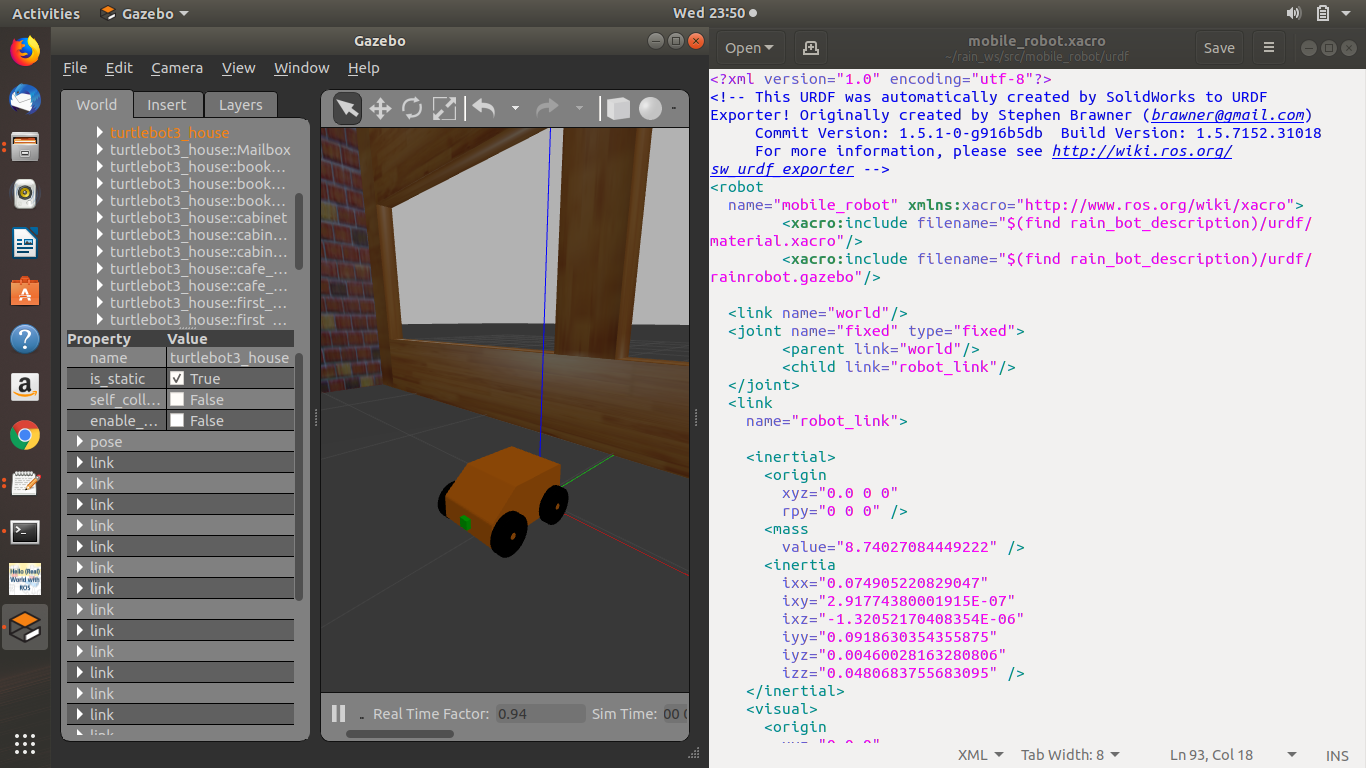 Activities
Gazebo
Wed 23:50
Gazebo
File Edit Camera View Window Help
World Insert Layers
turtlebot3_house
turtlebot3_house::Mailbox
turtlebot3_house::book...
turtlebot3_house::book...
turtlebot3_house::book...
turtlebot3_house::cabinet
turtlebot3_house::cabin...
turtlebot3_house::cabin...
turtlebot3_house::cafe_...
turtlebot3_house::cafe_...
turtlebot3_house::first_...
turtlebot3_house::first_...
Property Value
name turtlebot3_house
is_static True
self_coll... False
enable_... False
pose
link
link
link
link
link
link
link
link
link
link
link
link
link
link
Real Time Factor: 0.94 Sim Time: 00
Open
mobile_robot.xacro
~/rain_ws/src/mobile_robot/urdf
Save
<?xml version="1.0" encoding="utf-8"?>
<!-- This URDF was automatically created by SolidWorks to URDF
Exporter! Originally created by Stephen Brawner (brawner@gmail.com)
Commit Version: 1.5.1-0-g916b5db Build Version: 1.5.7152.31018
For more information, please see http://wiki.ros.org/
sw_urdf_exporter -->
<robot
name="mobile_robot" xmlns:xacro="http://www.ros.org/wiki/xacro">
<xacro:include filename="$(find rain_bot_description)/urdf/
material.xacro"/>
<xacro:include filename="$(find rain_bot_description)/urdf/
rainrobot.gazebo"/>
<link name="world"/>
<joint name="fixed" type="fixed">
<parent link="world"/>
<child link="robot_link"/>
</joint>
<link
name="robot_link">
<inertial>
<origin
xyz="0.0 0 0"
rpy="0 0 0" />
<mass
value="8.74027084449222" />
<inertia
ixx="0.074905220829047"
ixy="2.91774380001915E-07"
ixz="-1.32052170408354E-06"
iyy="0.0918630354355875"
iyz="0.00460028163280806"
izz="0.0480683755683095" />
</inertial>
<visual>
<origin
XML Tab Width: 8 Ln 93, Col 18 INS
Hello (Real)
World with
ROS